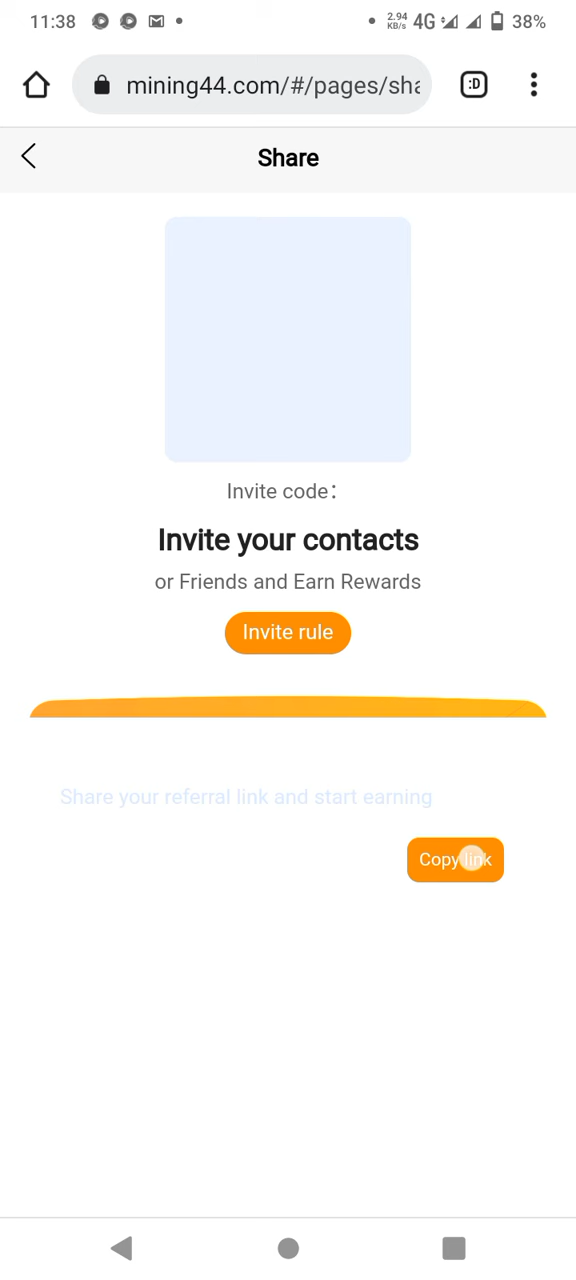 11:38
2.94 KB/s 4G 38%
:D
mining44.com/#/pages/sha
Share
Invite code：
Invite your contacts
or Friends and Earn Rewards
Invite rule
Share your referral link and start earning
Copy link